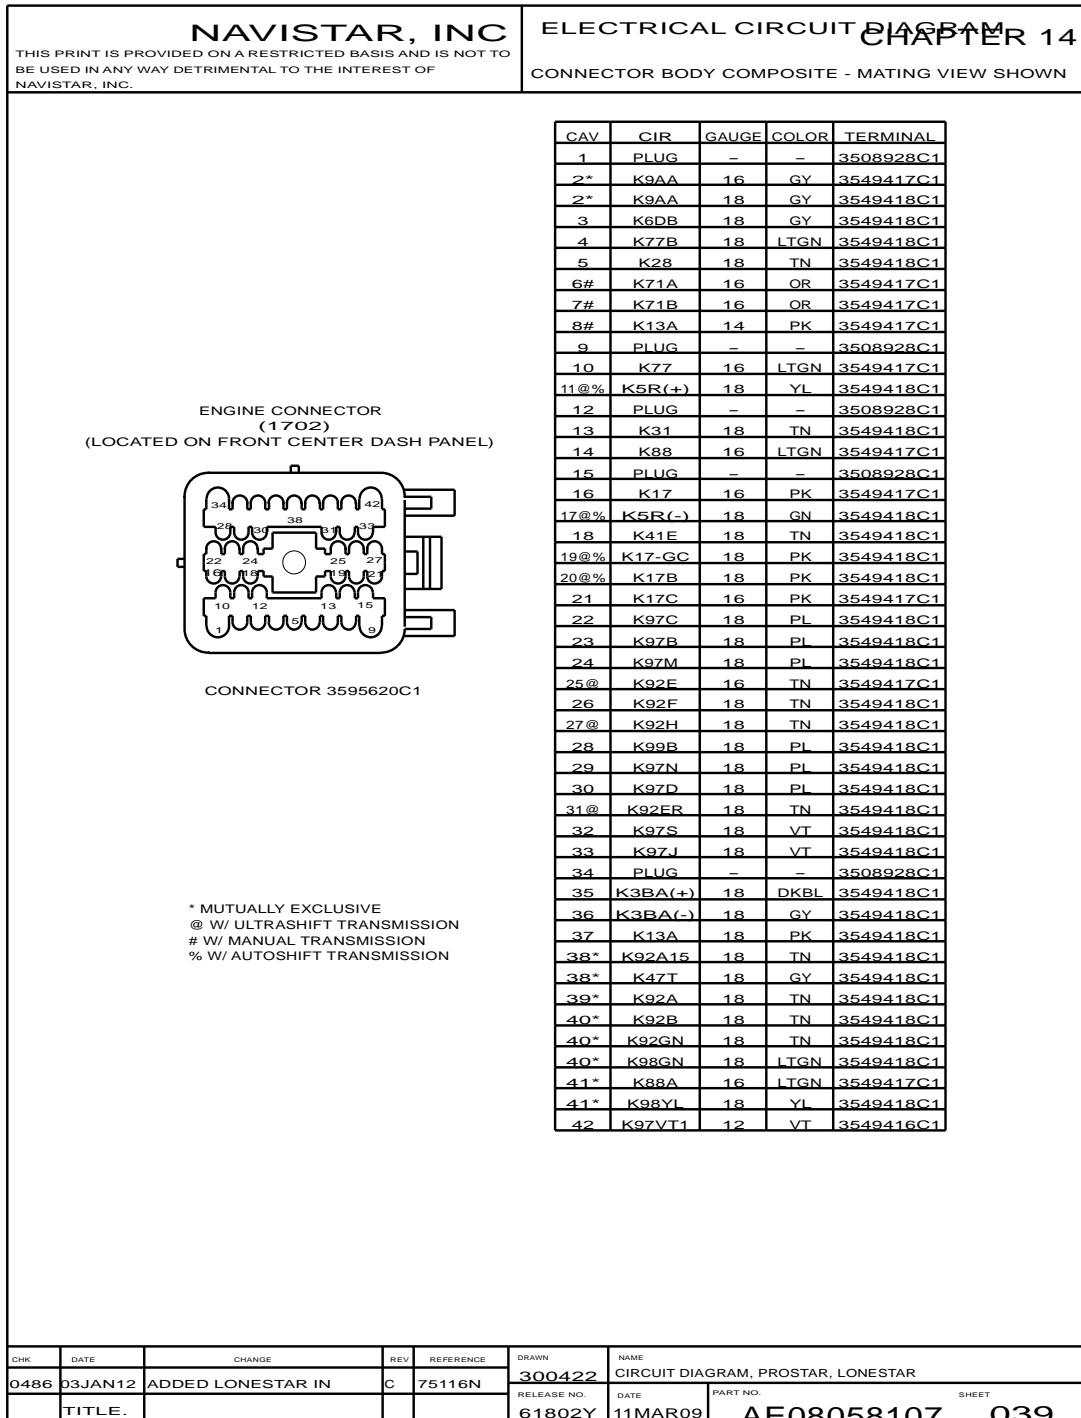 NAVISTAR, INC
THIS PRINT IS PROVIDED ON A RESTRICTED BASIS AND IS NOT TO
BE USED IN ANY WAY DETRIMENTAL TO THE INTEREST OF
NAVISTAR, INC.
ELECTRICAL CIRCUIT DIAGRAM
CHAPTER 14
CONNECTOR BODY COMPOSITE - MATING VIEW SHOWN
CAV CIR GAUGE COLOR TERMINAL
1 PLUG – – 3508928C1
2* K9AA 16 GY 3549417C1
2* K9AA 18 GY 3549418C1
3 K6DB 18 GY 3549418C1
4 K77B 18 LTGN 3549418C1
5 K28 18 TN 3549418C1
6# K71A 16 OR 3549417C1
7# K71B 16 OR 3549417C1
8# K13A 14 PK 3549417C1
9 PLUG – – 3508928C1
10 K77 16 LTGN 3549417C1
11@% K5R(+) 18 YL 3549418C1
12 PLUG – – 3508928C1
13 K31 18 TN 3549418C1
14 K88 16 LTGN 3549417C1
15 PLUG – – 3508928C1
16 K17 16 PK 3549417C1
17@% K5R(-) 18 GN 3549418C1
18 K41E 18 TN 3549418C1
19@% K17-GC 18 PK 3549418C1
20@% K17B 18 PK 3549418C1
21 K17C 16 PK 3549417C1
22 K97C 18 PL 3549418C1
23 K97B 18 PL 3549418C1
24 K97M 18 PL 3549418C1
25@ K92E 16 TN 3549417C1
26 K92F 18 TN 3549418C1
27@ K92H 18 TN 3549418C1
28 K99B 18 PL 3549418C1
29 K97N 18 PL 3549418C1
30 K97D 18 PL 3549418C1
31@ K92ER 18 TN 3549418C1
32 K97S 18 VT 3549418C1
33 K97J 18 VT 3549418C1
34 PLUG – – 3508928C1
35 K3BA(+) 18 DKBL 3549418C1
36 K3BA(-) 18 GY 3549418C1
37 K13A 18 PK 3549418C1
38* K92A15 18 TN 3549418C1
38* K47T 18 GY 3549418C1
39* K92A 18 TN 3549418C1
40* K92B 18 TN 3549418C1
40* K92GN 18 TN 3549418C1
40* K98GN 18 LTGN 3549418C1
41* K88A 16 LTGN 3549417C1
41* K98YL 18 YL 3549418C1
42 K97VT1 12 VT 3549416C1
ENGINE CONNECTOR
(1702)
(LOCATED ON FRONT CENTER DASH PANEL)
34 42
38
28 30 31 33
22 24 25 27
16 18 19 21
10 12 13 15
1 5 9
CONNECTOR 3595620C1
* MUTUALLY EXCLUSIVE
@ W/ ULTRASHIFT TRANSMISSION
# W/ MANUAL TRANSMISSION
% W/ AUTOSHIFT TRANSMISSION
CHK DATE CHANGE REV REFERENCE
0486 03JAN12 ADDED LONESTAR IN C 75116N
TITLE.
DRAWN NAME
300422 CIRCUIT DIAGRAM, PROSTAR, LONESTAR
RELEASE NO. DATE PART NO. SHEET
61802Y 11MAR09 AE08058107 039